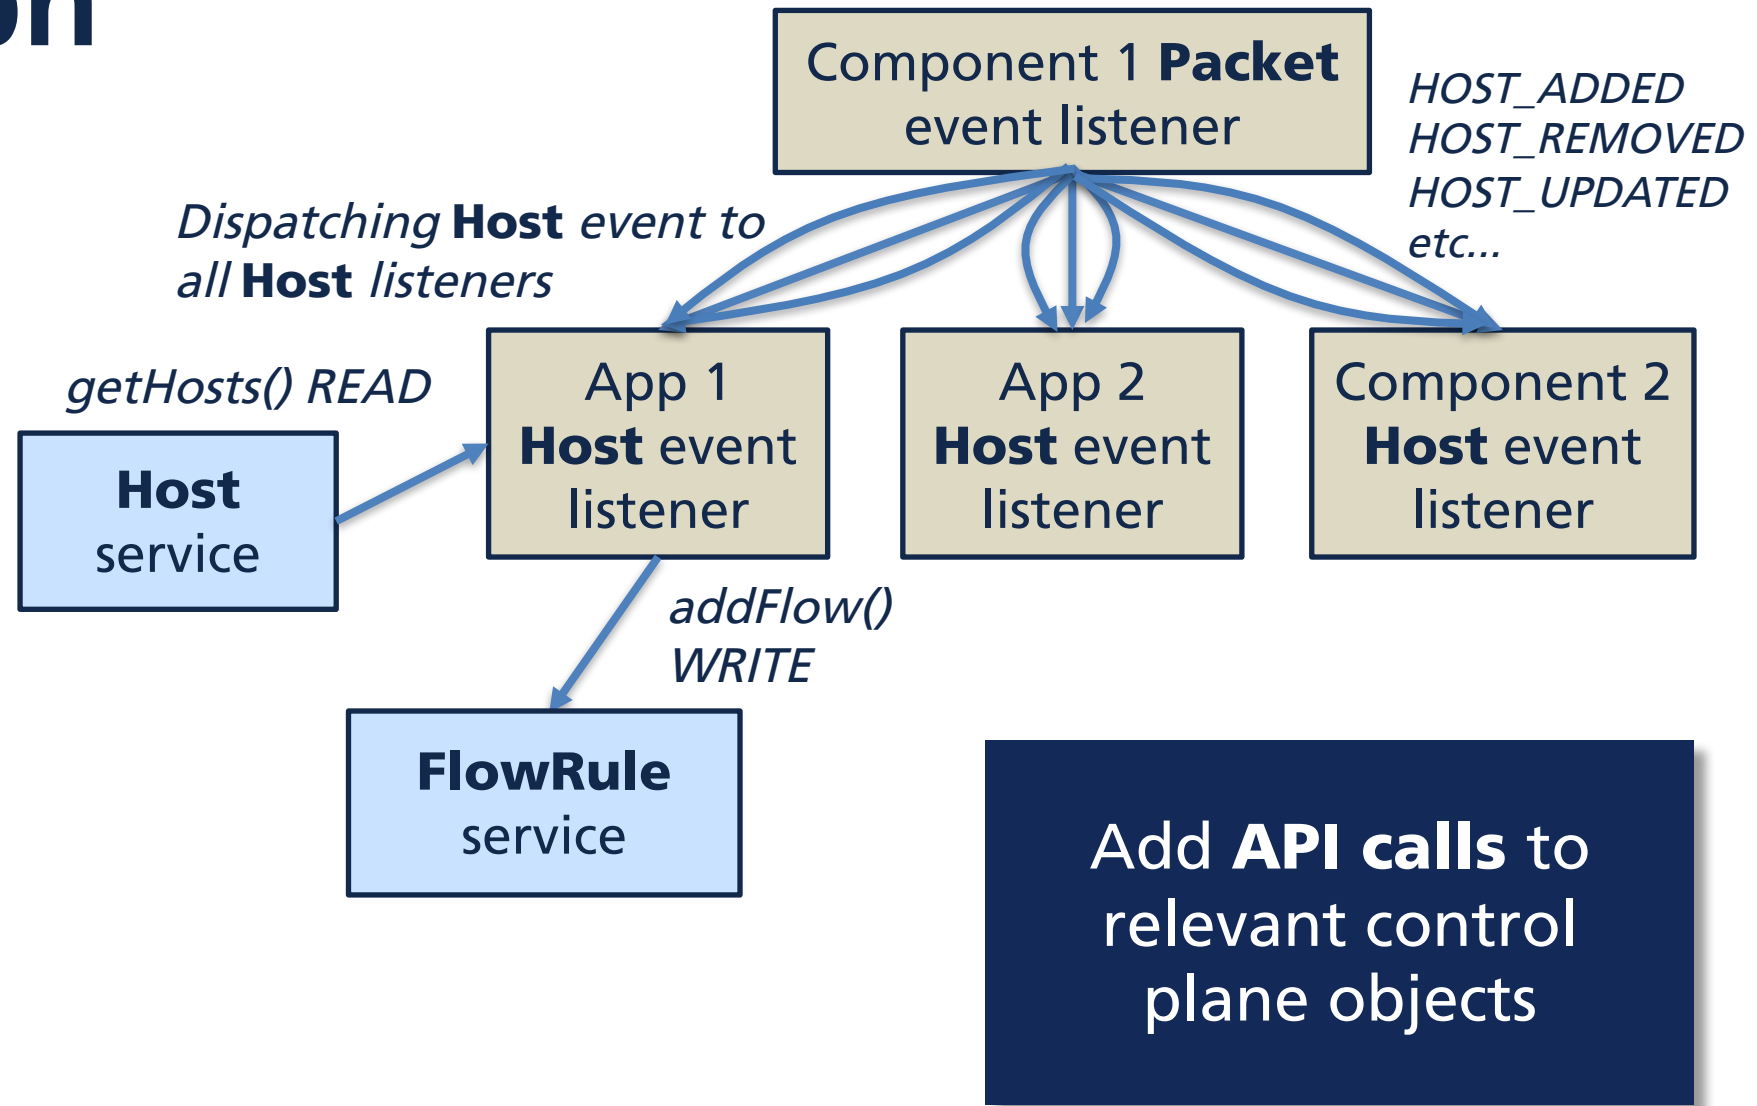 on
Component 1 Packet
event listener
HOST_ADDED
HOST_REMOVED
HOST_UPDATED
etc...
Dispatching Host event to
all Host listeners
getHosts() READ
Host
service
App 1
Host event
listener
App 2
Host event
listener
Component 2
Host event
listener
addFlow()
WRITE
FlowRule
service
Add API calls to
relevant control
plane objects